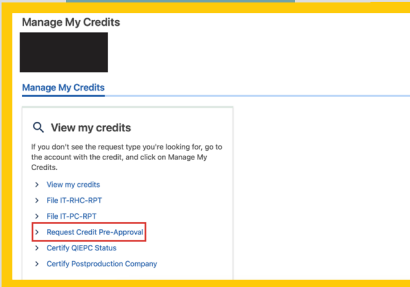 Manage My Credits
Manage My Credits
View my credits
If you don't see the request type you're looking for, go to
the account with the credit, and click on Manage My
Credits.
View my credits
File IT-RHC-RPT
File IT-PC-RPT
Request Credit Pre-Approval
Certify QIEPC Status
Certify Postproduction Company